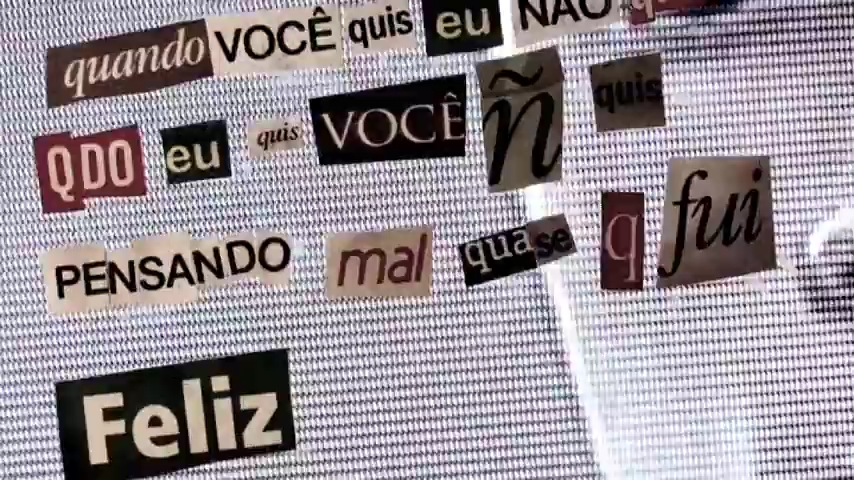 quando VOCÊ quis eu NÃO
QDO eu quis VOCÊ ñ quis
PENSANDO mal quase q fui
Feliz